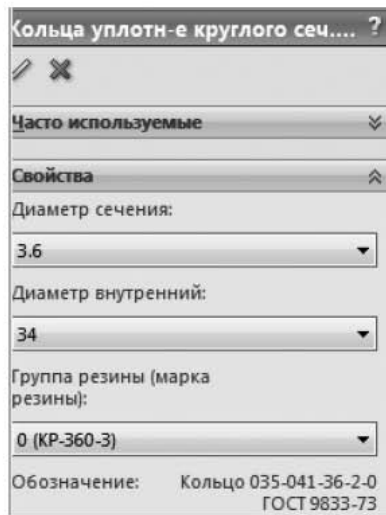 Кольца уплотн-е круглого сеч.... ?
Часто используемые
Свойства
Диаметр сечения:
3.6
Диаметр внутренний:
34
Группа резины (марка
резины):
0 (КР-360-3)
Обозначение: Кольцо 035-041-36-2-0
ГОСТ 9833-73